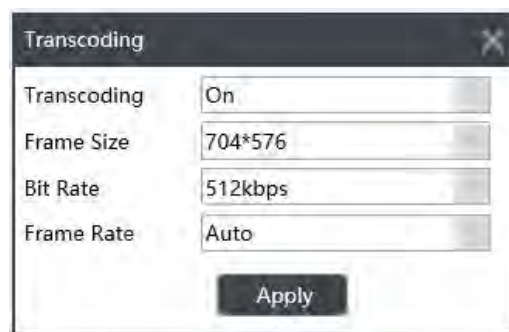 Transcoding
Transcoding On
Frame Size 704*576
Bit Rate 512kbps
Frame Rate Auto
Apply